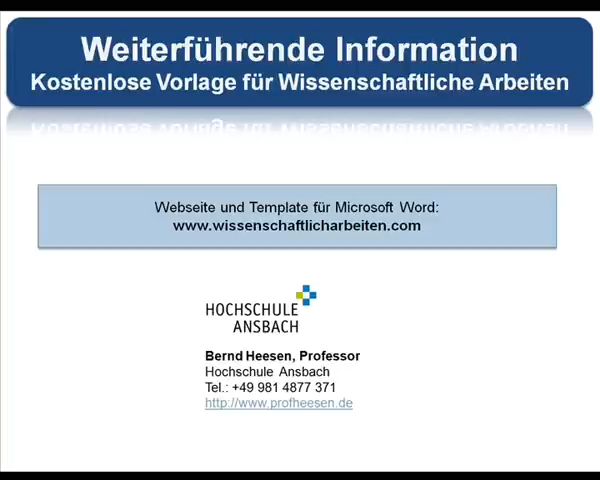 Weiterführende Information
Kostenlose Vorlage für Wissenschaftliche Arbeiten
Webseite und Template für Microsoft Word:
www.wissenschaftlicharbeiten.com
HOCHSCHULE
ANSBACH
Bernd Heesen, Professor
Hochschule Ansbach
Tel.: +49 981 4877 371
http://www.profheesen.de